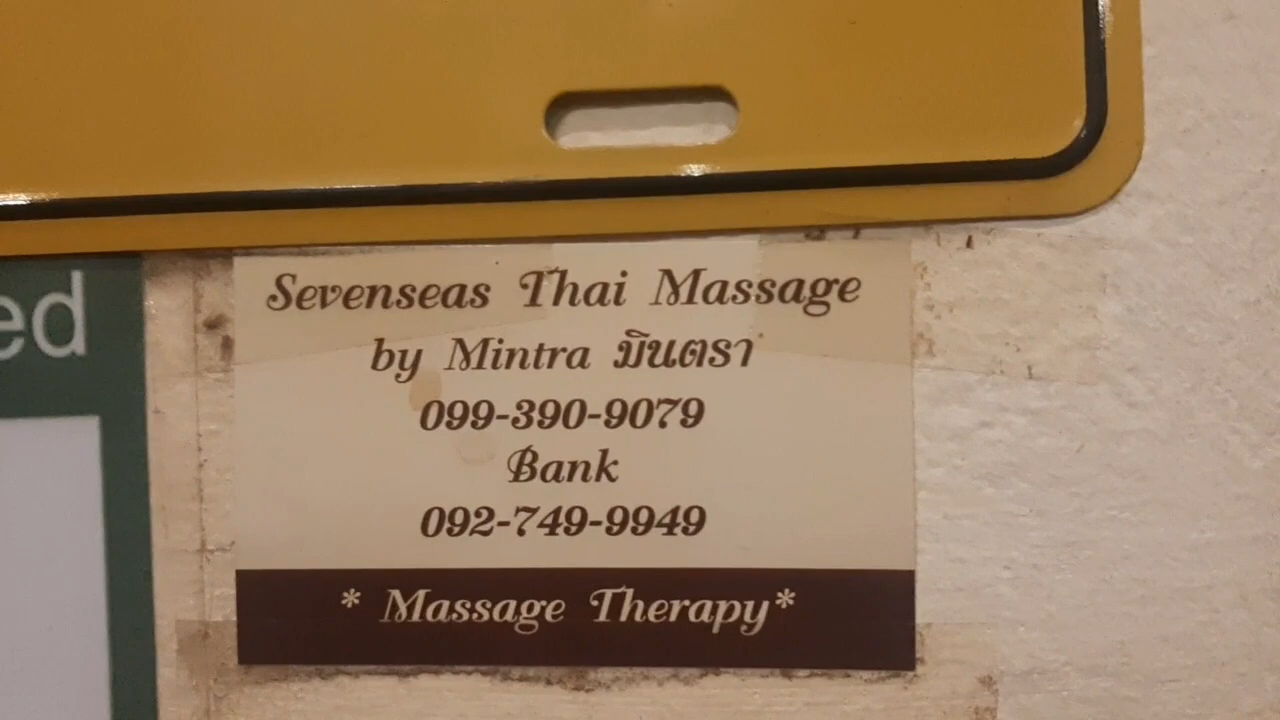 ed
Sevenseas Thai Massage
by Mintra มินตรา
099-390-9079
Bank
092-749-9949
* Massage Therapy*